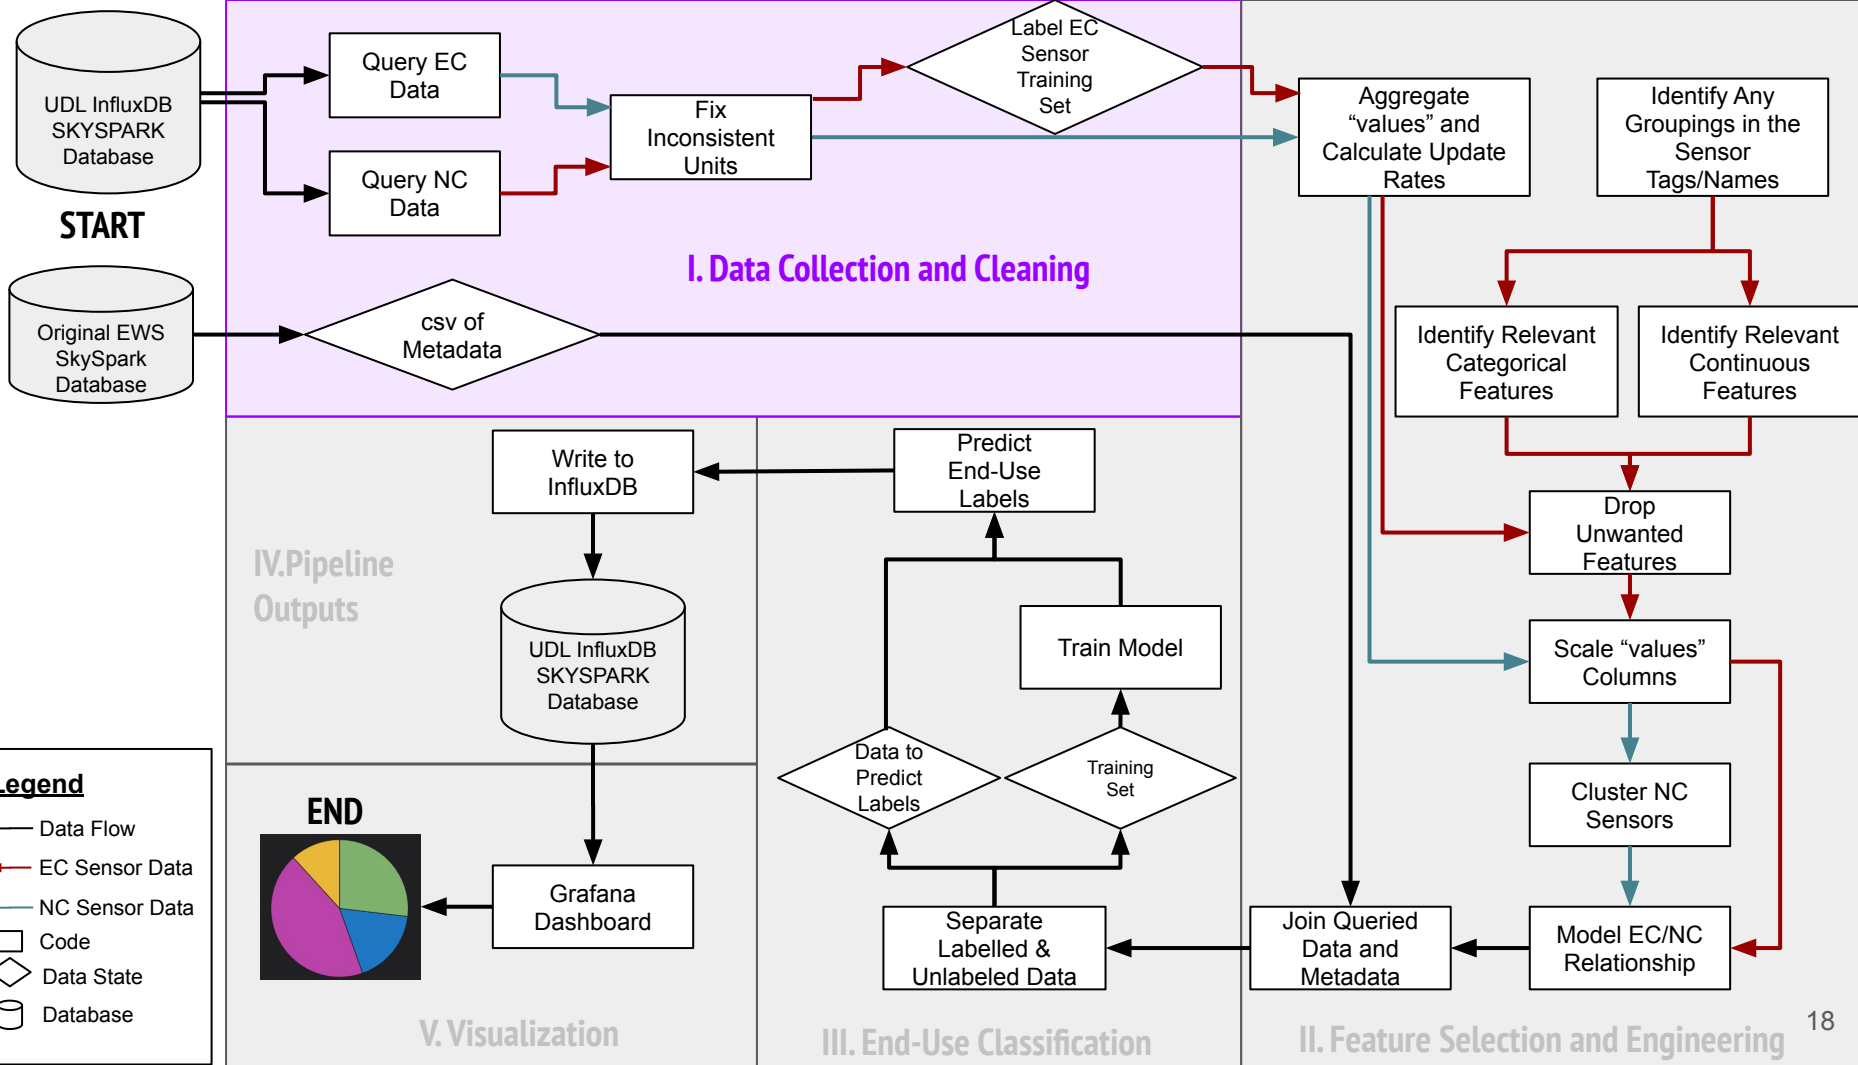 UDL InfluxDB
SKYSPARK
Database
START
Original EWS
SkySpark
Database
Query EC
Data
Query NC
Data
Fix
Inconsistent
Units
Label EC
Sensor
Training
Set
I. Data Collection and Cleaning
csv of
Metadata
Aggregate
“values” and
Calculate Update
Rates
Identify Any
Groupings in the
Sensor
Tags/Names
Identify Relevant
Categorical
Features
Identify Relevant
Continuous
Features
Drop
Unwanted
Features
Scale “values”
Columns
Cluster NC
Sensors
Model EC/NC
Relationship
Join Queried
Data and
Metadata
II. Feature Selection and Engineering
18
Separate
Labelled &
Unlabeled Data
Data to
Predict
Labels
Training
Set
Train Model
Predict
End-Use
Labels
III. End-Use Classification
Write to
InfluxDB
IV.Pipeline
Outputs
UDL InfluxDB
SKYSPARK
Database
Grafana
Dashboard
END
V. Visualization
Legend
Data Flow
EC Sensor Data
NC Sensor Data
Code
Data State
Database